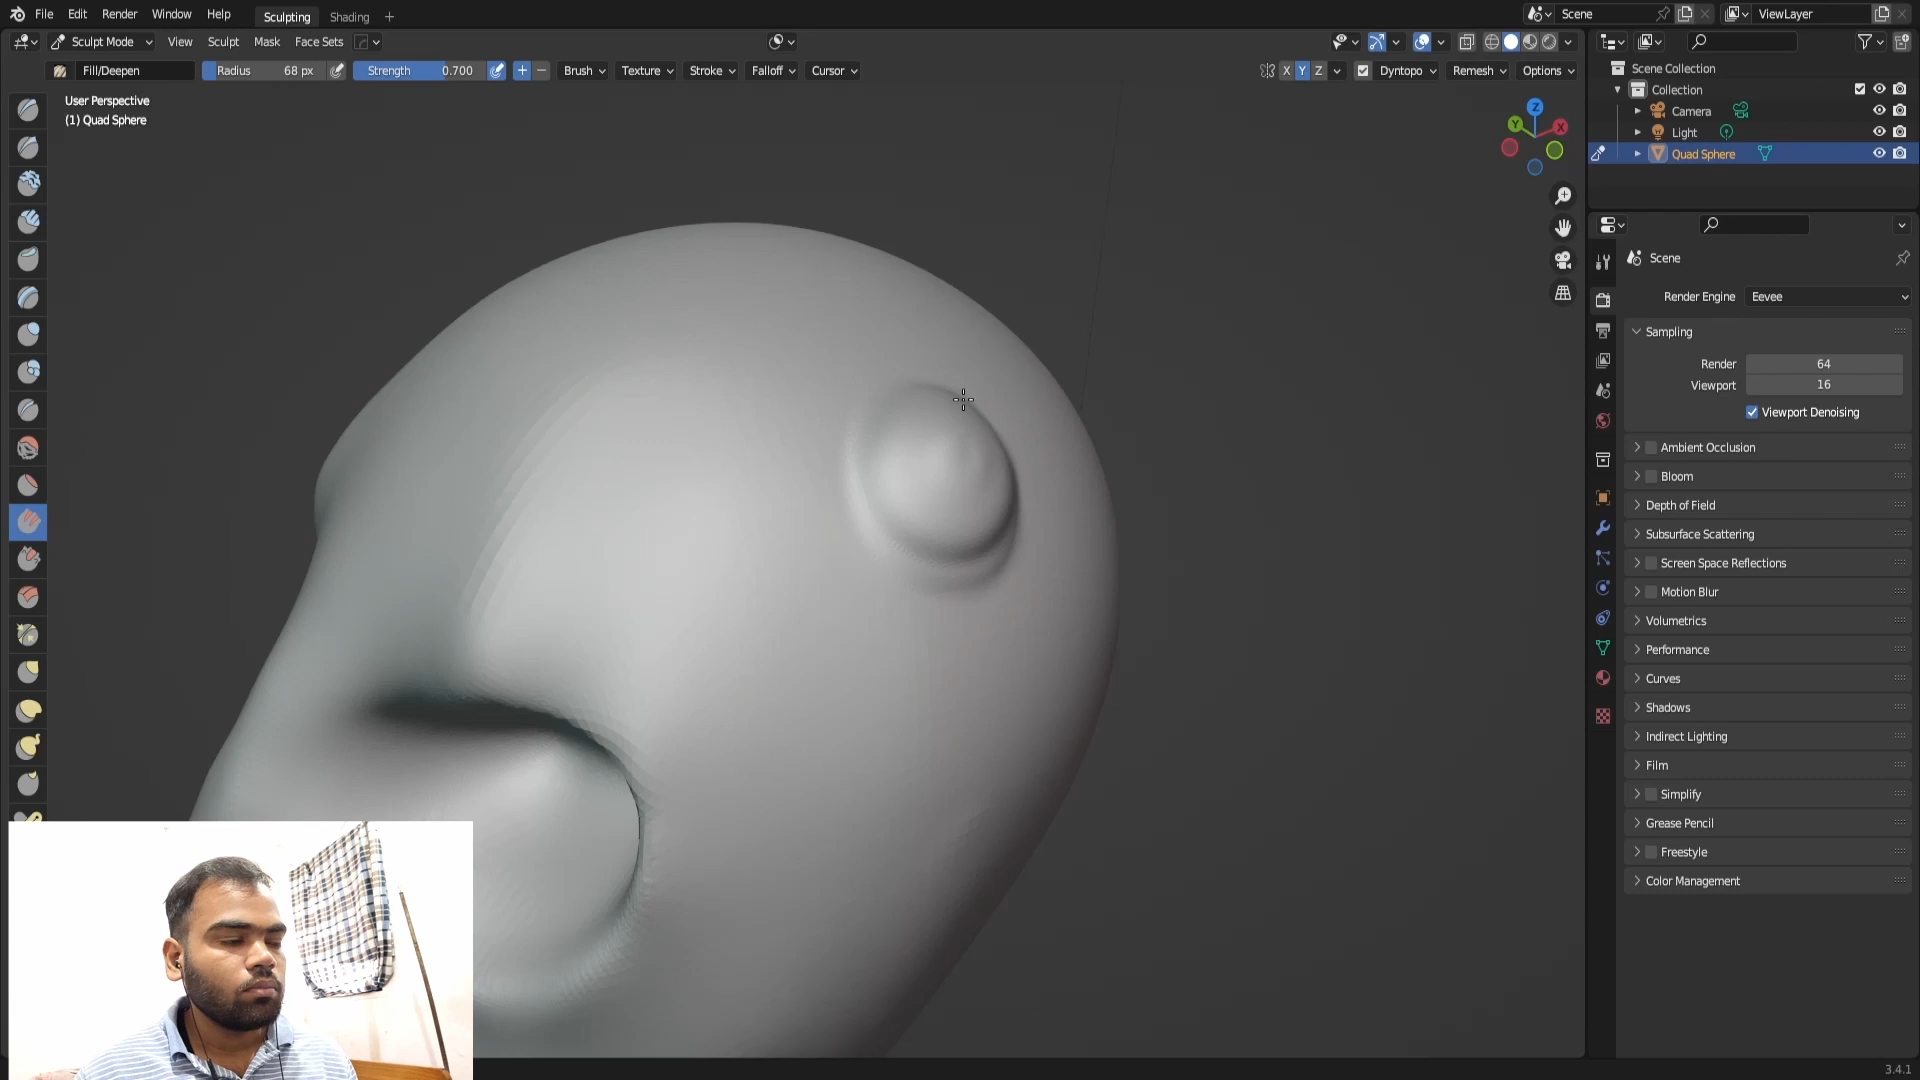 File Edit Render Window Help Sculpting Shading + Scene ViewLayer
Sculpt Mode View Sculpt Mask Face Sets
Fill/Deepen Radius 68 px Strength 0.700 + − Brush Texture Stroke Falloff Cursor X Y Z Dyntopo Remesh Options
User Perspective
(1) Quad Sphere
Z
Y
X
Scene Collection
Collection
Camera
Light
Quad Sphere
Scene
Render Engine Eevee
Sampling
Render 64
Viewport 16
Viewport Denoising
Ambient Occlusion
Bloom
Depth of Field
Subsurface Scattering
Screen Space Reflections
Motion Blur
Volumetrics
Performance
Curves
Shadows
Indirect Lighting
Film
Simplify
Grease Pencil
Freestyle
Color Management
3.4.1